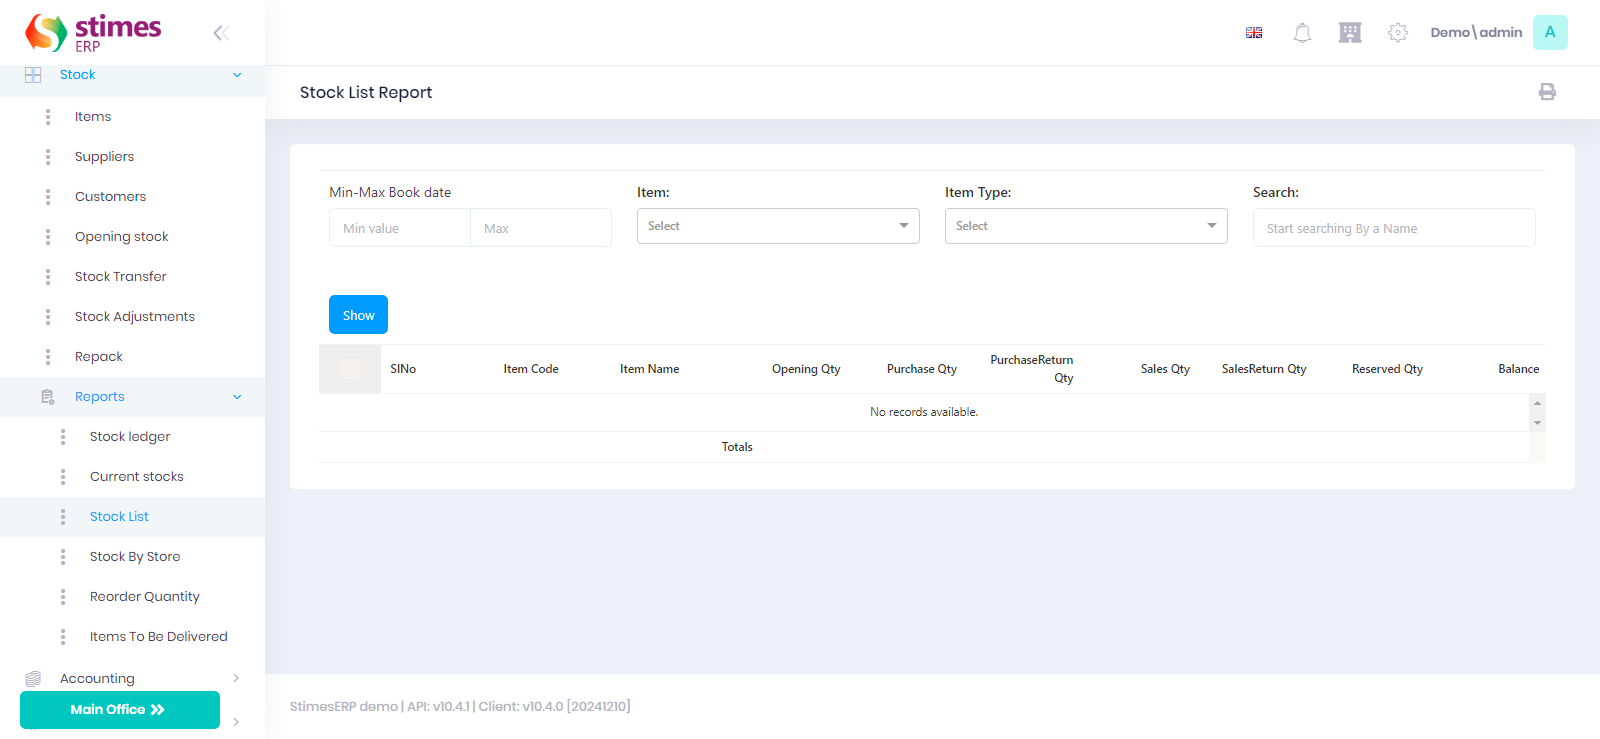 stimes
ERP
Demo\admin
A
Stock
Items
Suppliers
Customers
Opening stock
Stock Transfer
Stock Adjustments
Repack
Reports
Stock ledger
Current stocks
Stock List
Stock By Store
Reorder Quantity
Items To Be Delivered
Accounting
Main Office
Stock List Report
Min-Max Book date
Item:
Item Type:
Search:
Min value
Max
Select
Select
Start searching By a Name
Show
SlNo
Item Code
Item Name
Opening Qty
Purchase Qty
PurchaseReturn
Qty
Sales Qty
SalesReturn Qty
Reserved Qty
Balance
No records available.
Totals
StimesERP demo | API: v10.4.1 | Client: v10.4.0 [20241210]